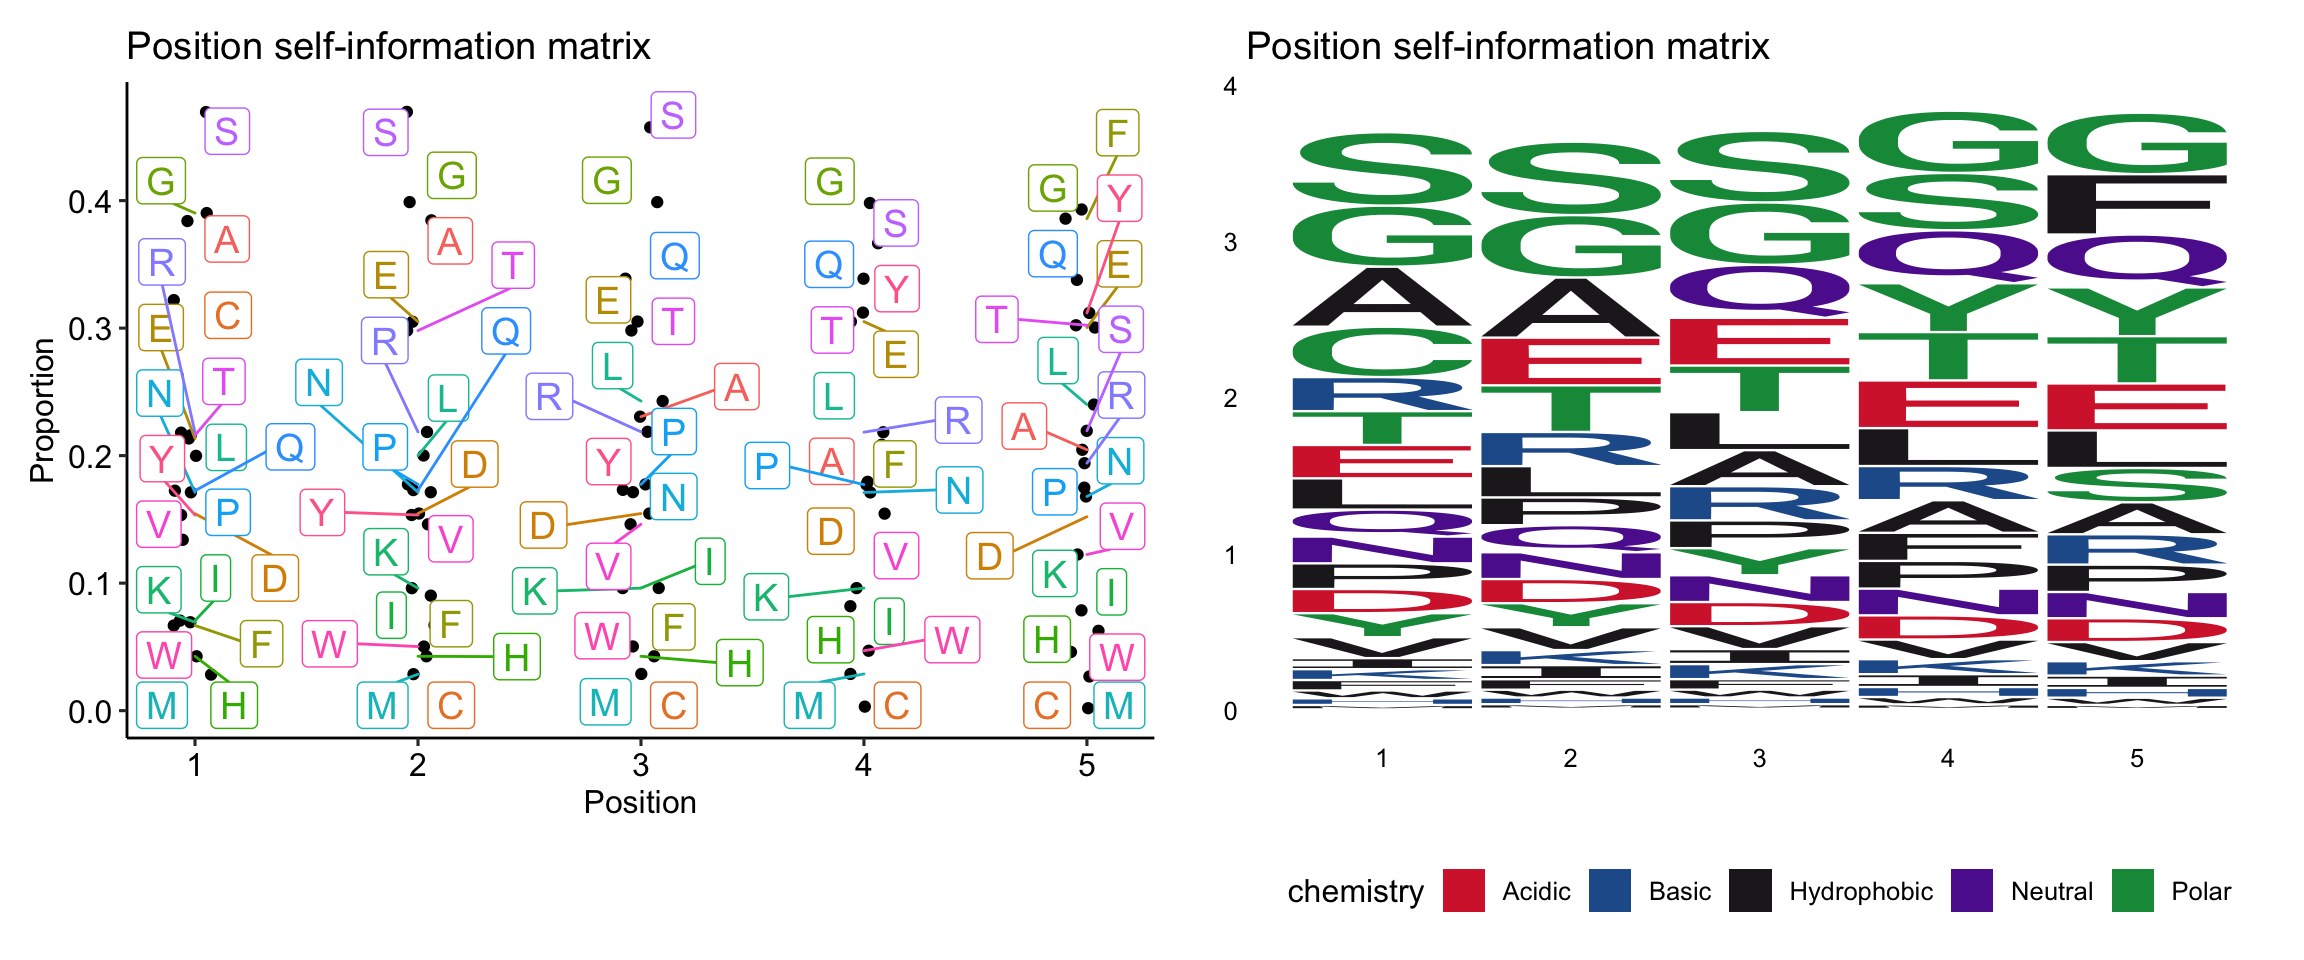 Position self-information matrix
Proportion
0.4
0.3
0.2
0.1
0.0
S
G
A
R
C
E
T
N
L
Q
Y
P
V
D
I
K
F
W
M
H
S
G
A
T
E
Q
R
N
L
P
D
Y
V
K
I
F
W
H
M
C
S
G
Q
E
T
L
A
R
P
Y
N
D
V
I
K
F
W
H
M
C
G
S
Q
Y
T
E
L
R
A
F
P
N
D
V
K
I
H
W
M
C
F
G
Y
Q
E
T
S
L
R
A
N
P
V
D
K
I
H
W
C
M
1 2 3 4 5
Position
Position self-information matrix
4
3
2
1
0
S
G
A
C
R
T
E
L
Q
N
P
D
Y
V
I
K
F
W
H
M
S
G
A
E
T
R
L
P
Q
N
D
Y
V
K
I
F
W
H
M
S
G
Q
E
T
L
A
R
P
Y
N
D
V
I
K
F
W
H
M
G
S
Q
Y
T
E
L
R
A
F
P
N
D
V
K
I
H
W
M
G
F
Q
Y
T
E
L
S
A
R
P
N
D
V
K
I
H
W
1 2 3 4 5
chemistry Acidic Basic Hydrophobic Neutral Polar